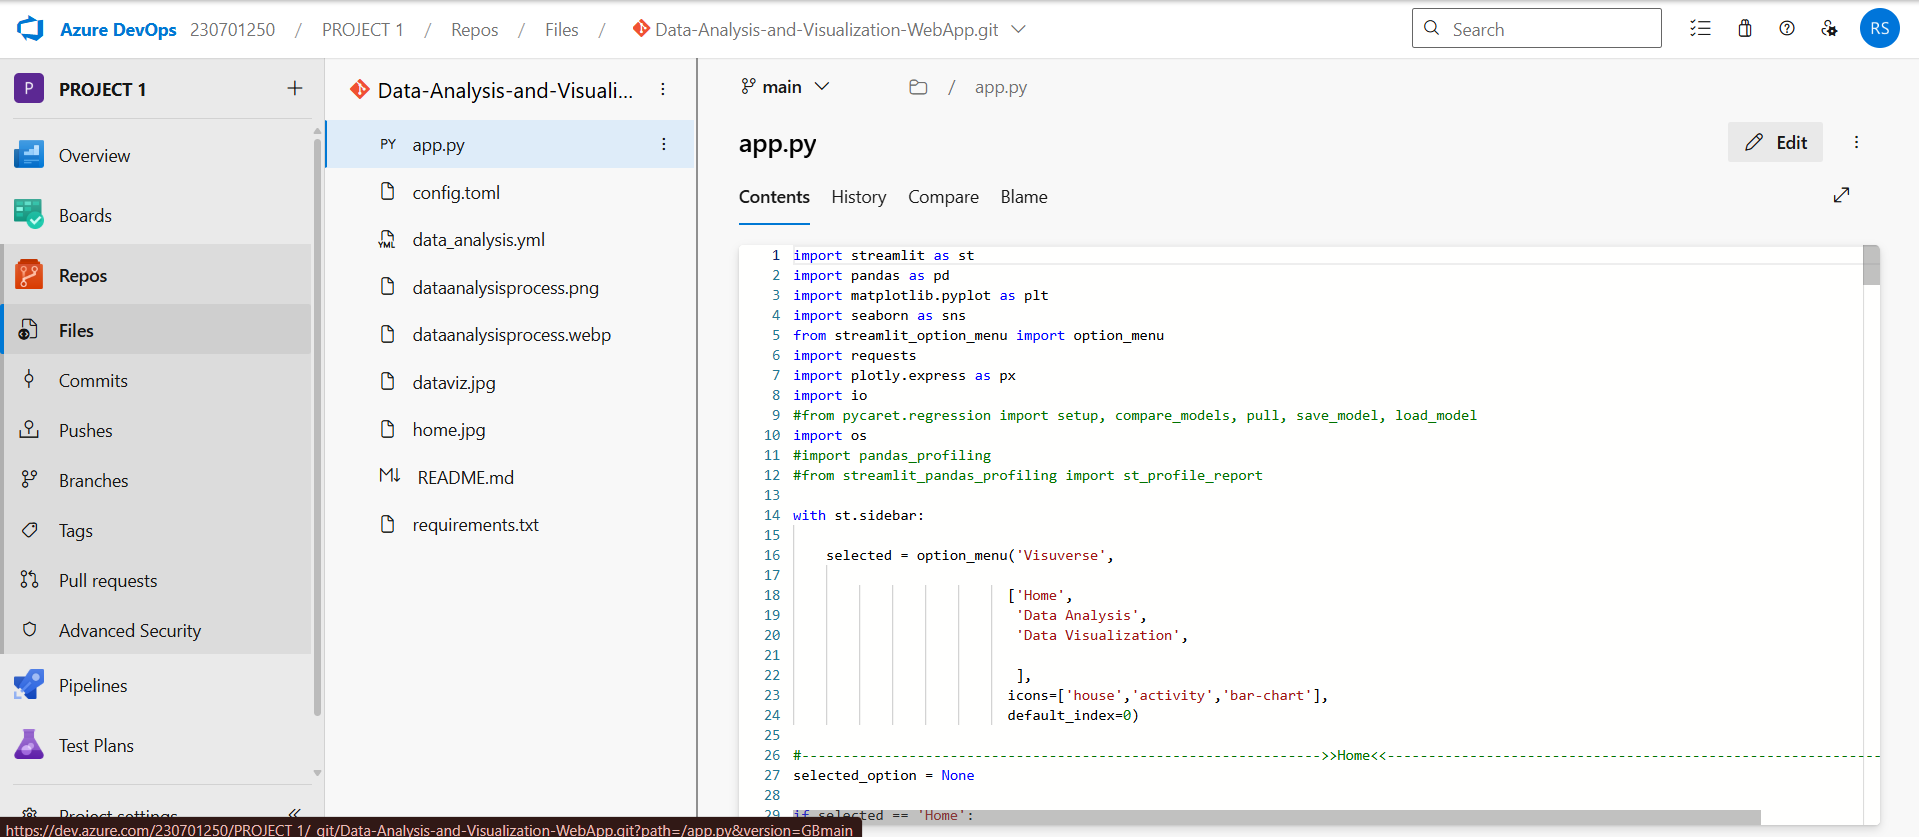 Azure DevOps 230701250 / PROJECT 1 / Repos / Files / Data-Analysis-and-Visualization-WebApp.git
Search
RS
P PROJECT 1
Overview
Boards
Repos
Files
Commits
Pushes
Branches
Tags
Pull requests
Advanced Security
Pipelines
Test Plans
Project settings
Data-Analysis-and-Visuali...
PY app.py
config.toml
YML data_analysis.yml
dataanalysisprocess.png
dataanalysisprocess.webp
dataviz.jpg
home.jpg
M↓ README.md
requirements.txt
main / app.py
app.py
Edit
Contents History Compare Blame
1 import streamlit as st
2 import pandas as pd
3 import matplotlib.pyplot as plt
4 import seaborn as sns
5 from streamlit_option_menu import option_menu
6 import requests
7 import plotly.express as px
8 import io
9 #from pycaret.regression import setup, compare_models, pull, save_model, load_model
10 import os
11 #import pandas_profiling
12 #from streamlit_pandas_profiling import st_profile_report
13
14 with st.sidebar:
15
16 selected = option_menu('Visuverse',
17
18 ['Home',
19 'Data Analysis',
20 'Data Visualization',
21
22 ],
23 icons=['house','activity','bar-chart'],
24 default_index=0)
25
26 #--------------------------------------------------------------->>Home<<------------------------------------------------------------
27 selected_option = None
28
29 if selected == 'Home':
https://dev.azure.com/230701250/PROJECT 1/_git/Data-Analysis-and-Visualization-WebApp.git?path=/app.py&version=GBmain